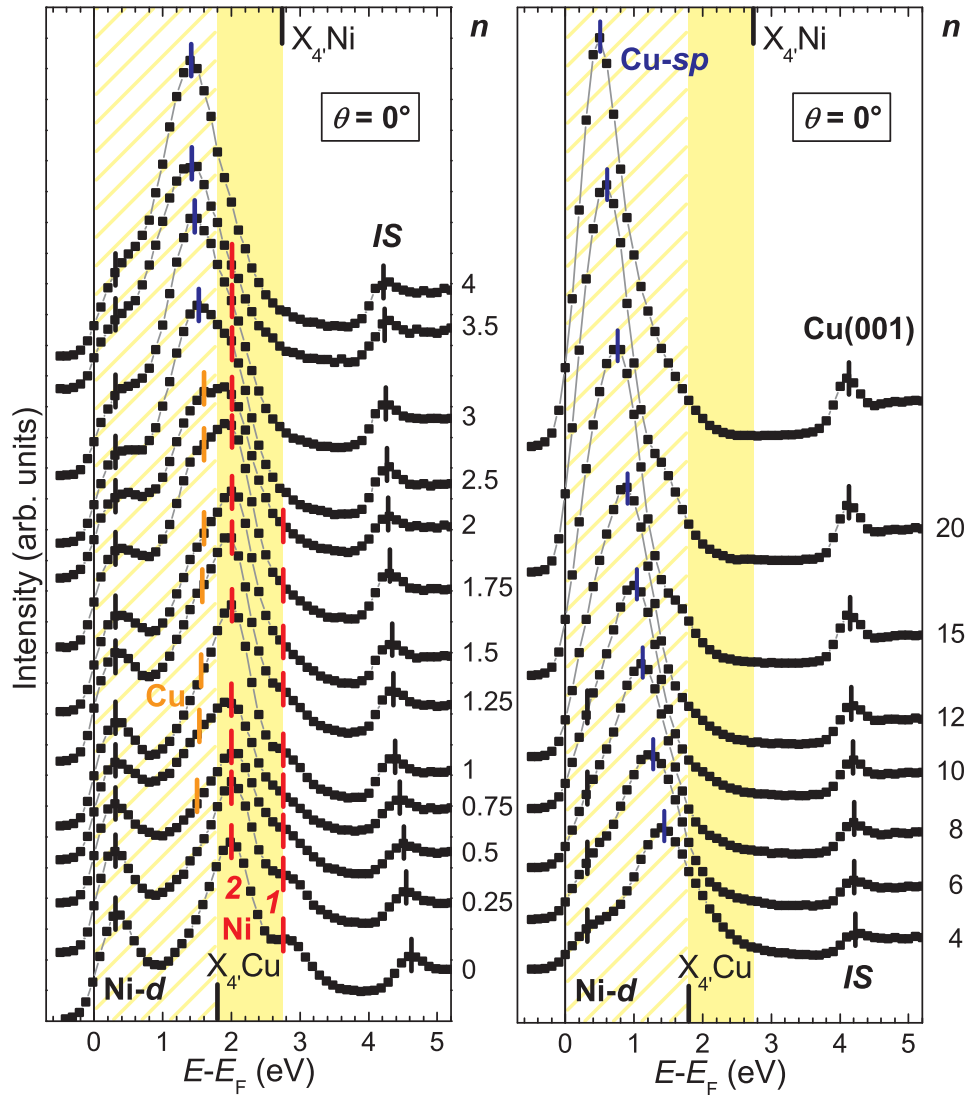 n
X4'Ni
θ = 0°
IS
4
3.5
3
2.5
2
1.75
1.5
1.25
1
0.75
0.5
0.25
0
Cu
2
1
Ni
X4'Cu
Ni-d
0 1 2 3 4 5
E-EF (eV)
Intensity (arb. units)
n
X4'Ni
Cu-sp
θ = 0°
Cu(001)
20
15
12
10
8
6
4
IS
X4'Cu
Ni-d
0 1 2 3 4 5
E-EF (eV)